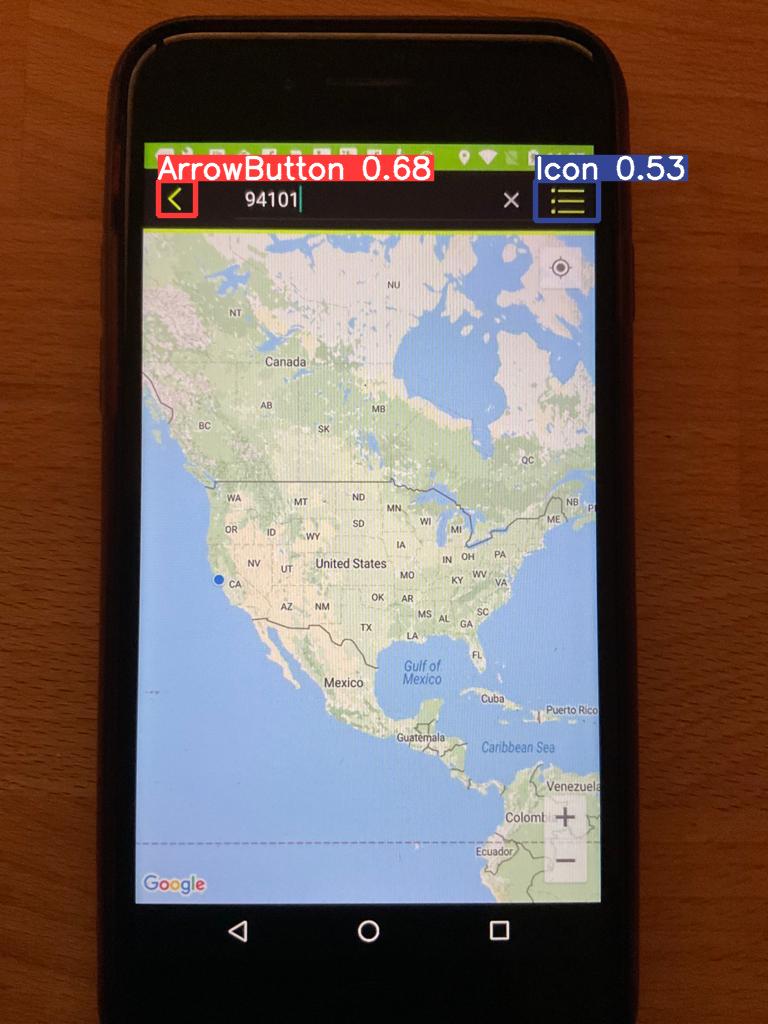 ArrowButton 0.68
Icon 0.53
94101
NU
NT
Canada
AB
MB
BC
SK
QC
NB
WA
MT
ND
MN
ME
OR
ID
SD
WI
MI
WY
IA
NV
UT
United States
IN
OH
PA
MO
KY
WV
VA
CA
OK
AR
AZ
NM
MS
AL
SC
TX
GA
LA
FL
Gulf of
Mexico
Mexico
Cuba
Puerto Rico
Guatemala
Caribbean Sea
Venezuela
Colomb
Ecuador
Google